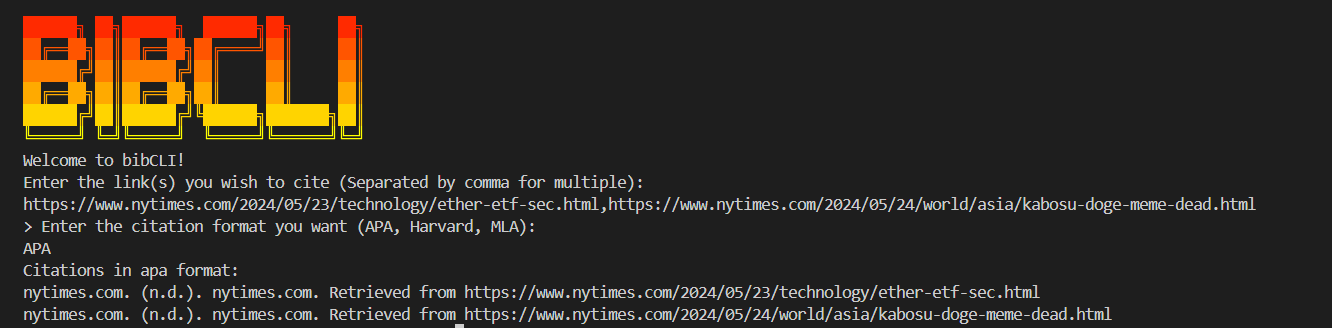 BIBCLI
Welcome to bibCLI!
Enter the link(s) you wish to cite (Separated by comma for multiple):
https://www.nytimes.com/2024/05/23/technology/ether-etf-sec.html,https://www.nytimes.com/2024/05/24/world/asia/kabosu-doge-meme-dead.html
> Enter the citation format you want (APA, Harvard, MLA):
APA
Citations in apa format:
nytimes.com. (n.d.). nytimes.com. Retrieved from https://www.nytimes.com/2024/05/23/technology/ether-etf-sec.html
nytimes.com. (n.d.). nytimes.com. Retrieved from https://www.nytimes.com/2024/05/24/world/asia/kabosu-doge-meme-dead.html